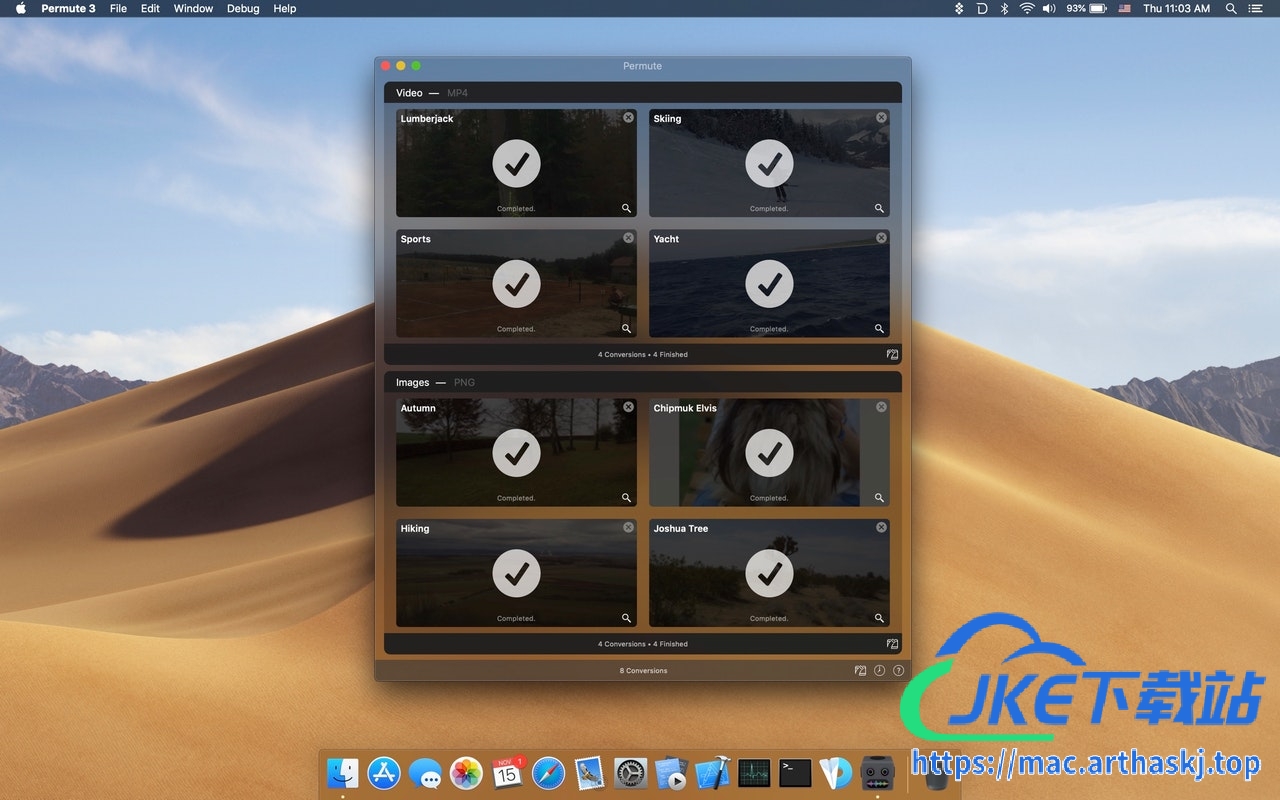 Permute 3 File Edit Window Debug Help 93% Thu 11:03 AM
Permute
Video — MP4
Lumberjack Skiing
Completed. Completed.
Sports Yacht
Completed. Completed.
4 Conversions • 4 Finished
Images — PNG
Autumn Chipmuk Elvis
Completed. Completed.
Hiking Joshua Tree
Completed. Completed.
4 Conversions • 4 Finished
8 Conversions
JKE下载站
https://mac.arthaskj.top
NOV 1
15